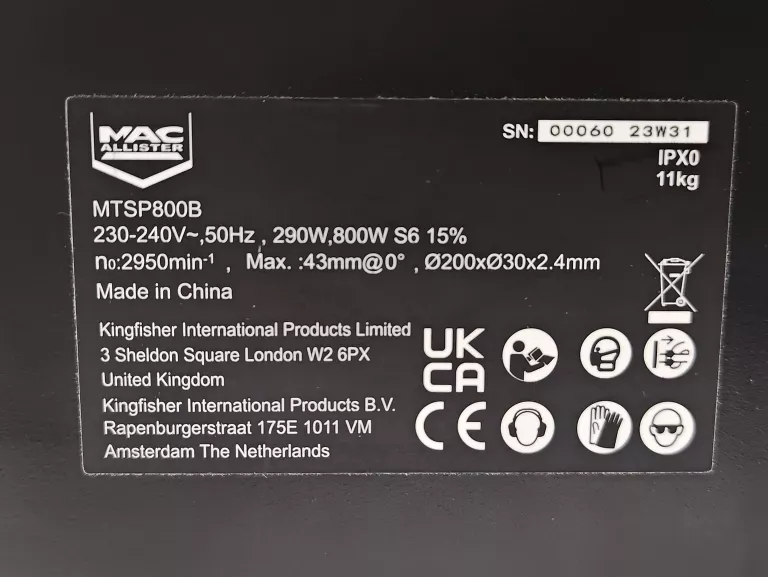 MAC
ALLISTER
SN: 00060 23W31
IPX0
11kg
MTSP800B
230-240V~,50Hz , 290W,800W S6 15%
n₀:2950min⁻¹ , Max. :43mm@0° , Ø200xØ30x2.4mm
Made in China
Kingfisher International Products Limited
3 Sheldon Square London W2 6PX
United Kingdom
Kingfisher International Products B.V.
Rapenburgerstraat 175E 1011 VM
Amsterdam The Netherlands
UK
CA
CE